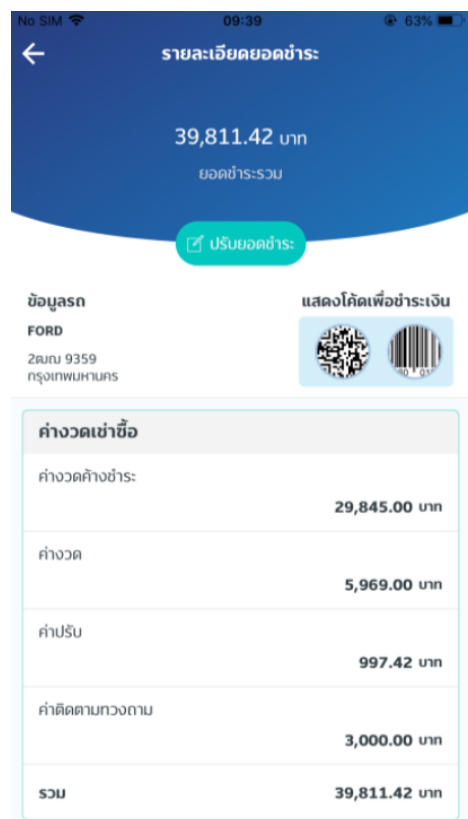 No SIM 09:39 63%
รายละเอียดยอดชำระ
39,811.42 บาท
ยอดชำระรวม
ปรับยอดชำระ
ข้อมูลรถ
แสดงโค้ดเพื่อชำระเงิน
FORD
2ฒณ 9359
กรุงเทพมหานคร
ค่างวดเช่าซื้อ
ค่างวดค้างชำระ
29,845.00 บาท
ค่างวด
5,969.00 บาท
ค่าปรับ
997.42 บาท
ค่าติดตามทวงถาม
3,000.00 บาท
รวม 39,811.42 บาท